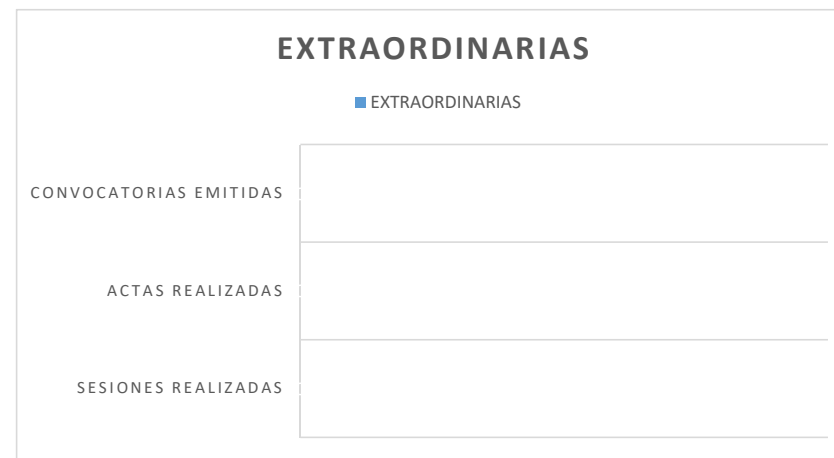 EXTRAORDINARIAS
EXTRAORDINARIAS
CONVOCATORIAS EMITIDAS
ACTAS REALIZADAS
SESIONES REALIZADAS